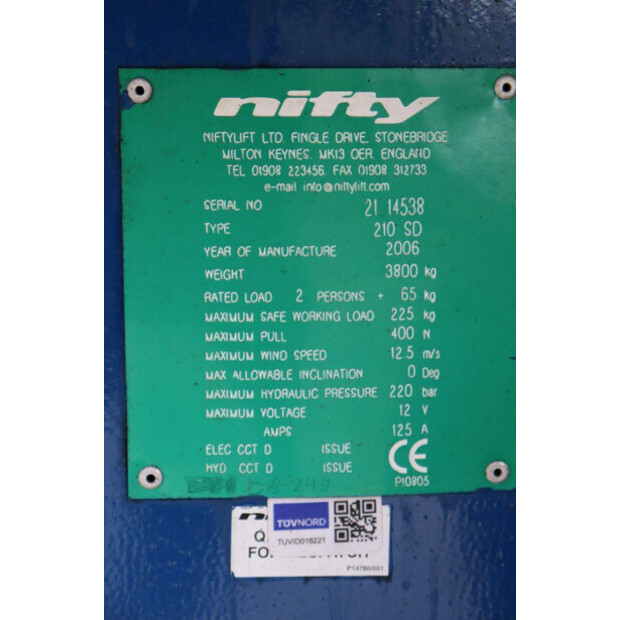 nifty
NIFTYLIFT LTD. FINGLE DRIVE. STONEBRIDGE
MILTON KEYNES. MK13 OER. ENGLAND
TEL 01908 223456. FAX 01908 312733
e-mail info@niftylift.com
SERIAL NO 21 14538
TYPE 210 SD
YEAR OF MANUFACTURE 2006
WEIGHT 3800 kg
RATED LOAD 2 PERSONS + 65 kg
MAXIMUM SAFE WORKING LOAD 225 kg
MAXIMUM PULL 400 N
MAXIMUM WIND SPEED 12.5 m/s
MAX ALLOWABLE INCLINATION 0 Deg
MAXIMUM HYDRAULIC PRESSURE 220 bar
MAXIMUM VOLTAGE 12 V
AMPS 125 A
ELEC CCT D ISSUE
HYD CCT D ISSUE
CE
P10805
TÜVNORD
TUVID016221
P14780/001